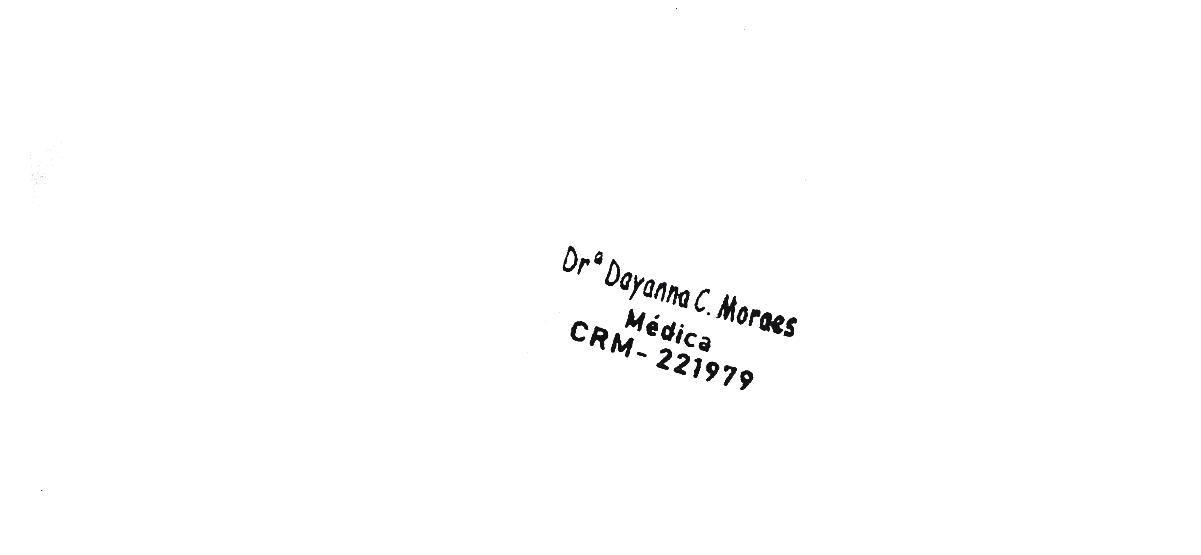 Drª Dayanna C. Moraes
Médica
CRM- 221979